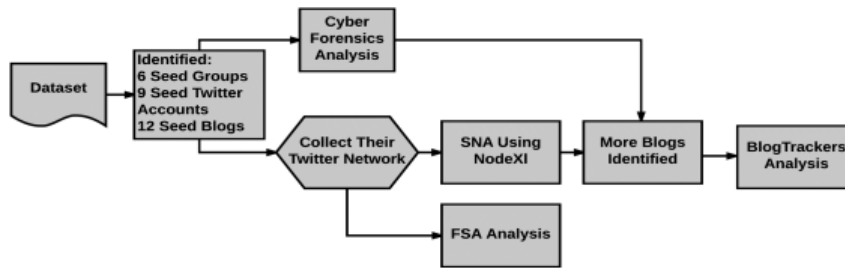 Dataset
Identified:
6 Seed Groups
9 Seed Twitter
Accounts
12 Seed Blogs
Cyber
Forensics
Analysis
Collect Their
Twitter Network
SNA Using
NodeXl
More Blogs
Identified
BlogTrackers
Analysis
FSA Analysis